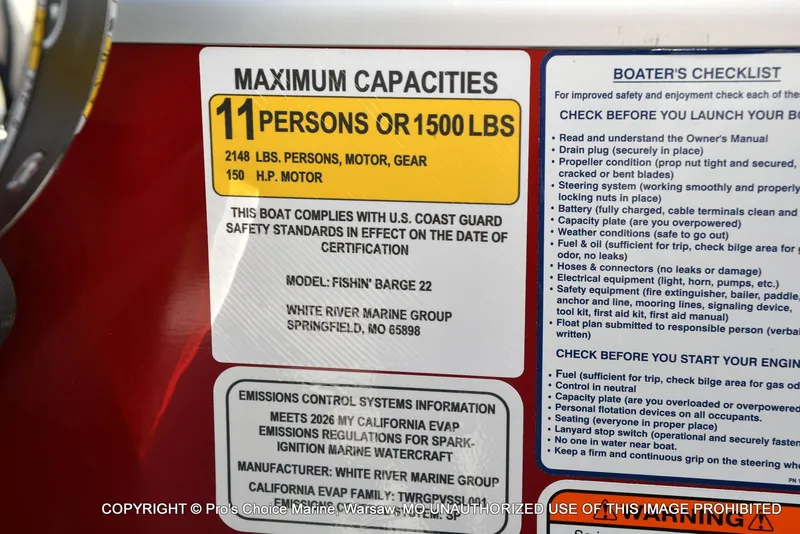 MAXIMUM CAPACITIES
11 PERSONS OR 1500 LBS
2148 LBS. PERSONS, MOTOR, GEAR
150 H.P. MOTOR
THIS BOAT COMPLIES WITH U.S. COAST GUARD
SAFETY STANDARDS IN EFFECT ON THE DATE OF
CERTIFICATION
MODEL: FISHIN' BARGE 22
WHITE RIVER MARINE GROUP
SPRINGFIELD, MO 65898
EMISSIONS CONTROL SYSTEMS INFORMATION
MEETS 2026 MY CALIFORNIA EVAP
EMISSIONS REGULATIONS FOR SPARK-
IGNITION MARINE WATERCRAFT
MANUFACTURER: WHITE RIVER MARINE GROUP
CALIFORNIA EVAP FAMILY: TWRGPVSSL001
EMISSIONS CONTROL SYSTEM: SP
BOATER'S CHECKLIST
For improved safety and enjoyment check each of the
CHECK BEFORE YOU LAUNCH YOUR BO
• Read and understand the Owner's Manual
• Drain plug (securely in place)
• Propeller condition (prop nut tight and secured,
cracked or bent blades)
• Steering system (working smoothly and properly
locking nuts in place)
• Battery (fully charged, cable terminals clean and
• Capacity plate (are you overpowered)
• Weather conditions (safe to go out)
• Fuel & oil (sufficient for trip, check bilge area for
odor, no leaks)
• Hoses & connectors (no leaks or damage)
• Electrical equipment (light, horn, pumps, etc.)
• Safety equipment (fire extinguisher, bailer, paddle,
anchor and line, mooring lines, signaling device,
tool kit, first aid kit, first aid manual)
• Float plan submitted to responsible person (verbal
written)
CHECK BEFORE YOU START YOUR ENGIN
• Fuel (sufficient for trip, check bilge area for gas od
• Control in neutral
• Capacity plate (are you overloaded or overpowered
• Personal flotation devices on all occupants.
• Seating (everyone in proper place)
• Lanyard stop switch (operational and securely fasten
• No one in water near boat.
• Keep a firm and continuous grip on the steering whe
PN 1
WARNING
COPYRIGHT © Pro's Choice Marine, Warsaw, MO UNAUTHORIZED USE OF THIS IMAGE PROHIBITED